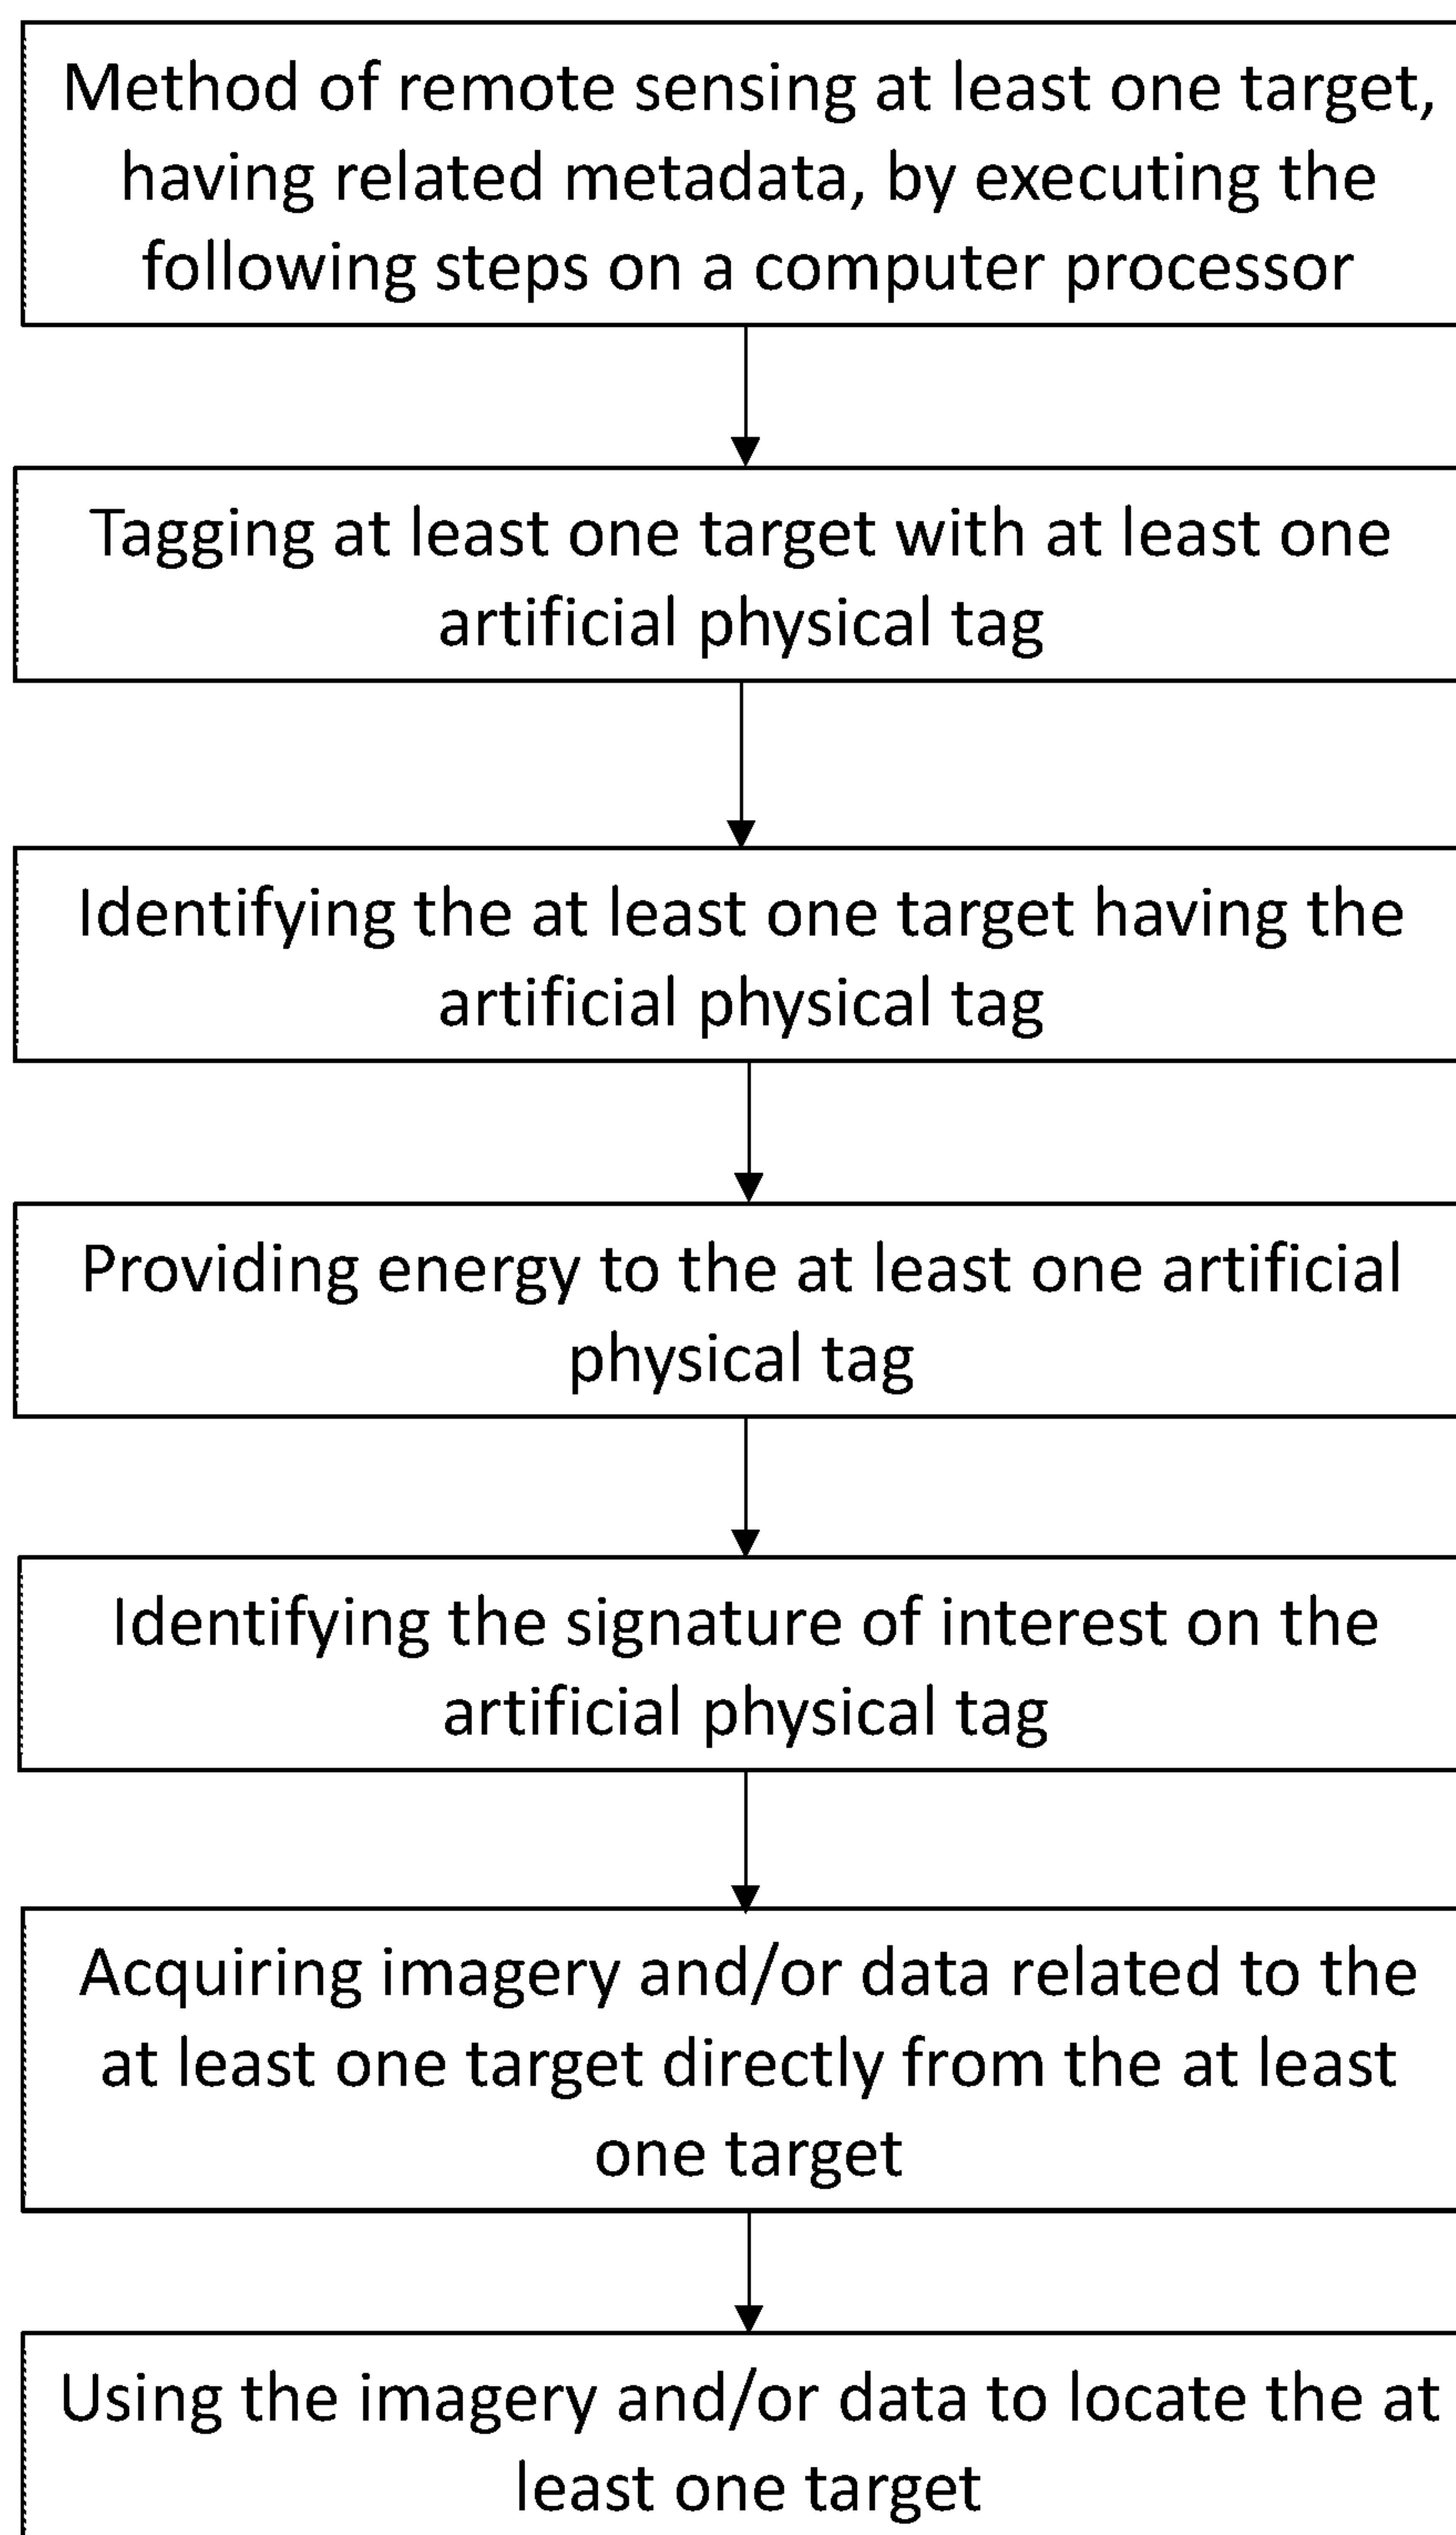 Method of remote sensing at least one target,
having related metadata, by executing the
following steps on a computer processor
Tagging at least one target with at least one
artificial physical tag
Identifying the at least one target having the
artificial physical tag
Providing energy to the at least one artificial
physical tag
Identifying the signature of interest on the
artificial physical tag
Acquiring imagery and/or data related to the
at least one target directly from the at least
one target
Using the imagery and/or data to locate the at
least one target